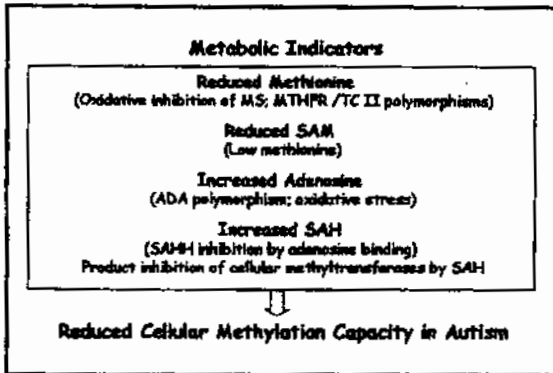 Metabolic Indicators
Reduced Methionine
(Oxidative inhibition of MS; MTHFR /TC II polymorphisms)
Reduced SAM
(Low methionine)
Increased Adenosine
(ADA polymorphism; oxidative stress)
Increased SAH
(SAHH inhibition by adenosine binding)
Product inhibition of cellular methyltransferases by SAH
Reduced Cellular Methylation Capacity in Autism